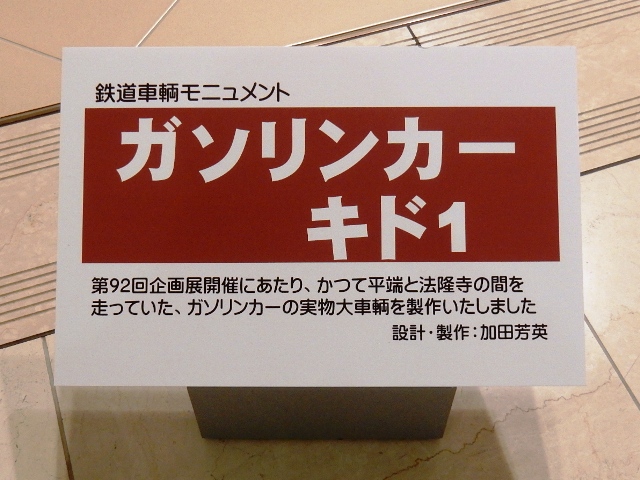 鉄道車輌モニュメント
ガソリンカー
キド1
第92回企画展開催にあたり、かつて平端と法隆寺の間を
走っていた、ガソリンカーの実物大車輌を製作いたしました
設計・製作：加田芳英